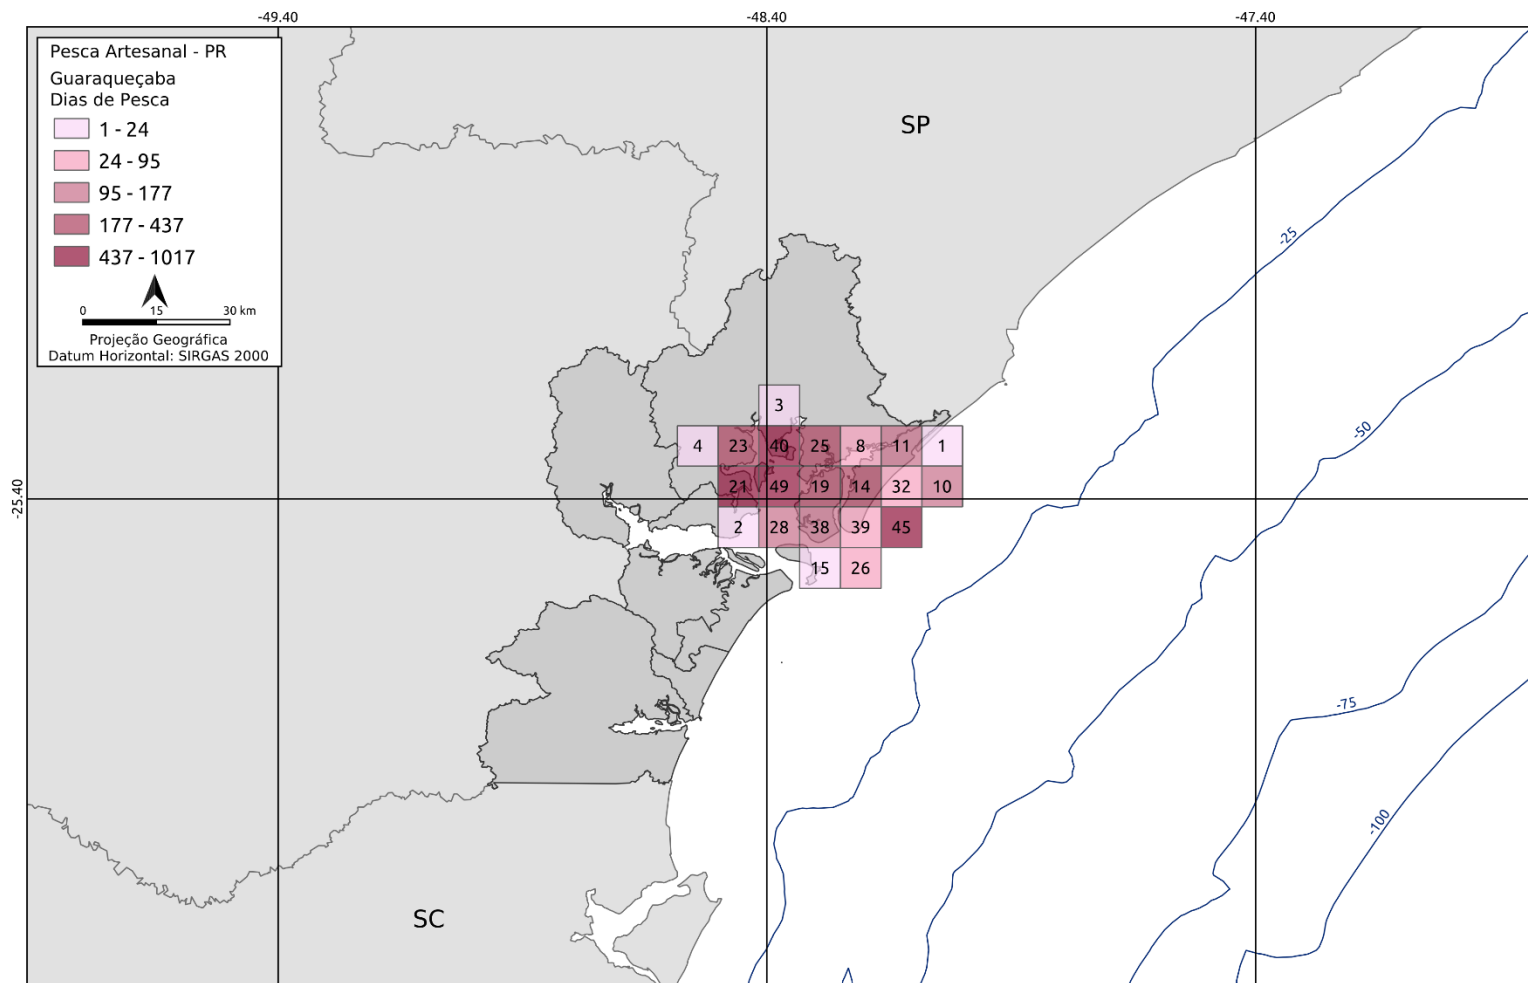 -49.40 -48.40 -47.40
Pesca Artesanal - PR
Guaraqueçaba
Dias de Pesca
1 - 24
24 - 95
95 - 177
177 - 437
437 - 1017
0 15 30 km
Projeção Geográfica
Datum Horizontal: SIRGAS 2000
SP
-25
-50
3
4 23 40 25 8 11 1
21 49 19 14 32 10
-25.40
2 28 38 39 45
15 26
-75
-100
SC